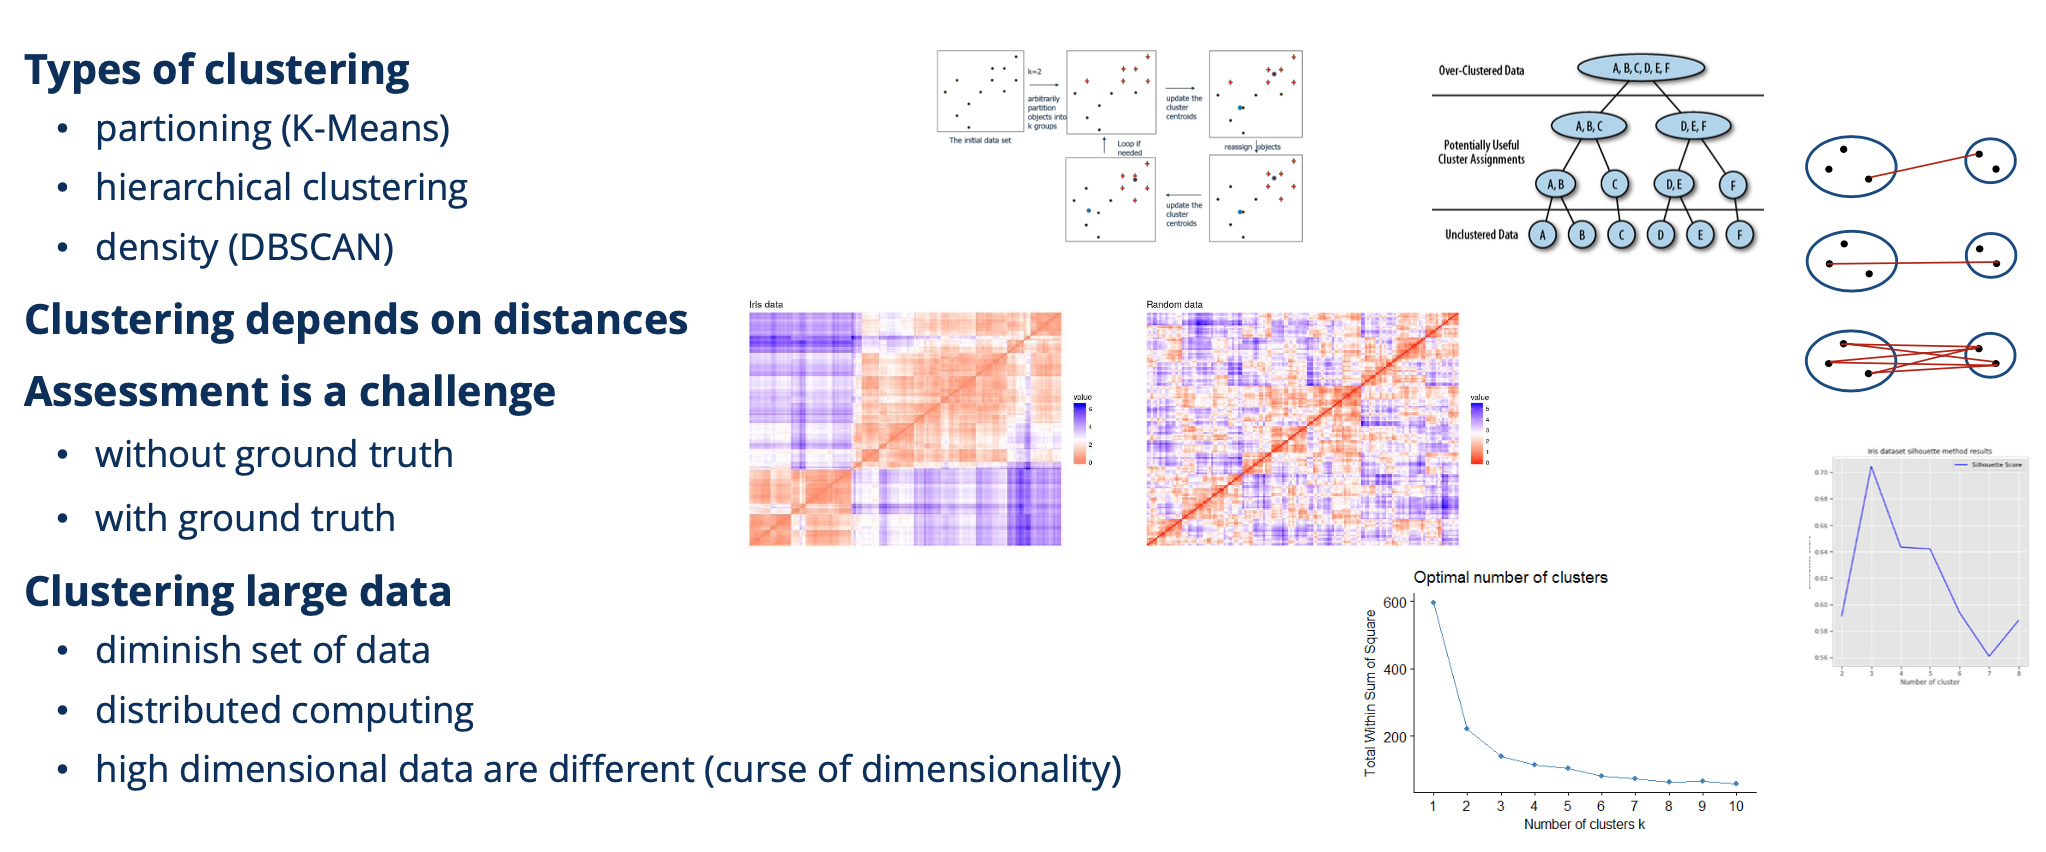 Types of clustering
• partioning (K-Means)
• hierarchical clustering
• density (DBSCAN)
Clustering depends on distances
Assessment is a challenge
• without ground truth
• with ground truth
Clustering large data
• diminish set of data
• distributed computing
• high dimensional data are different (curse of dimensionality)
The initial data set
k=2
arbitrarily
partition
objects into
k groups
update the
cluster
centroids
reassign objects
Loop if
needed
update the
cluster
centroids
Over-Clustered Data
A, B, C, D, E, F
A, B, C
D, E, F
Potentially Useful
Cluster Assignments
A, B
C
D, E
F
Unclustered Data
A
B
C
D
E
F
Iris data
value
6
4
2
0
Random data
value
5
4
3
2
1
0
Iris dataset silhouette method results
Silhouette Score
0.70
0.68
0.66
0.64
0.62
0.60
0.58
0.56
2 3 4 5 6 7 8
Number of cluster
Optimal number of clusters
Total Within Sum of Square
600
400
200
1 2 3 4 5 6 7 8 9 10
Number of clusters k